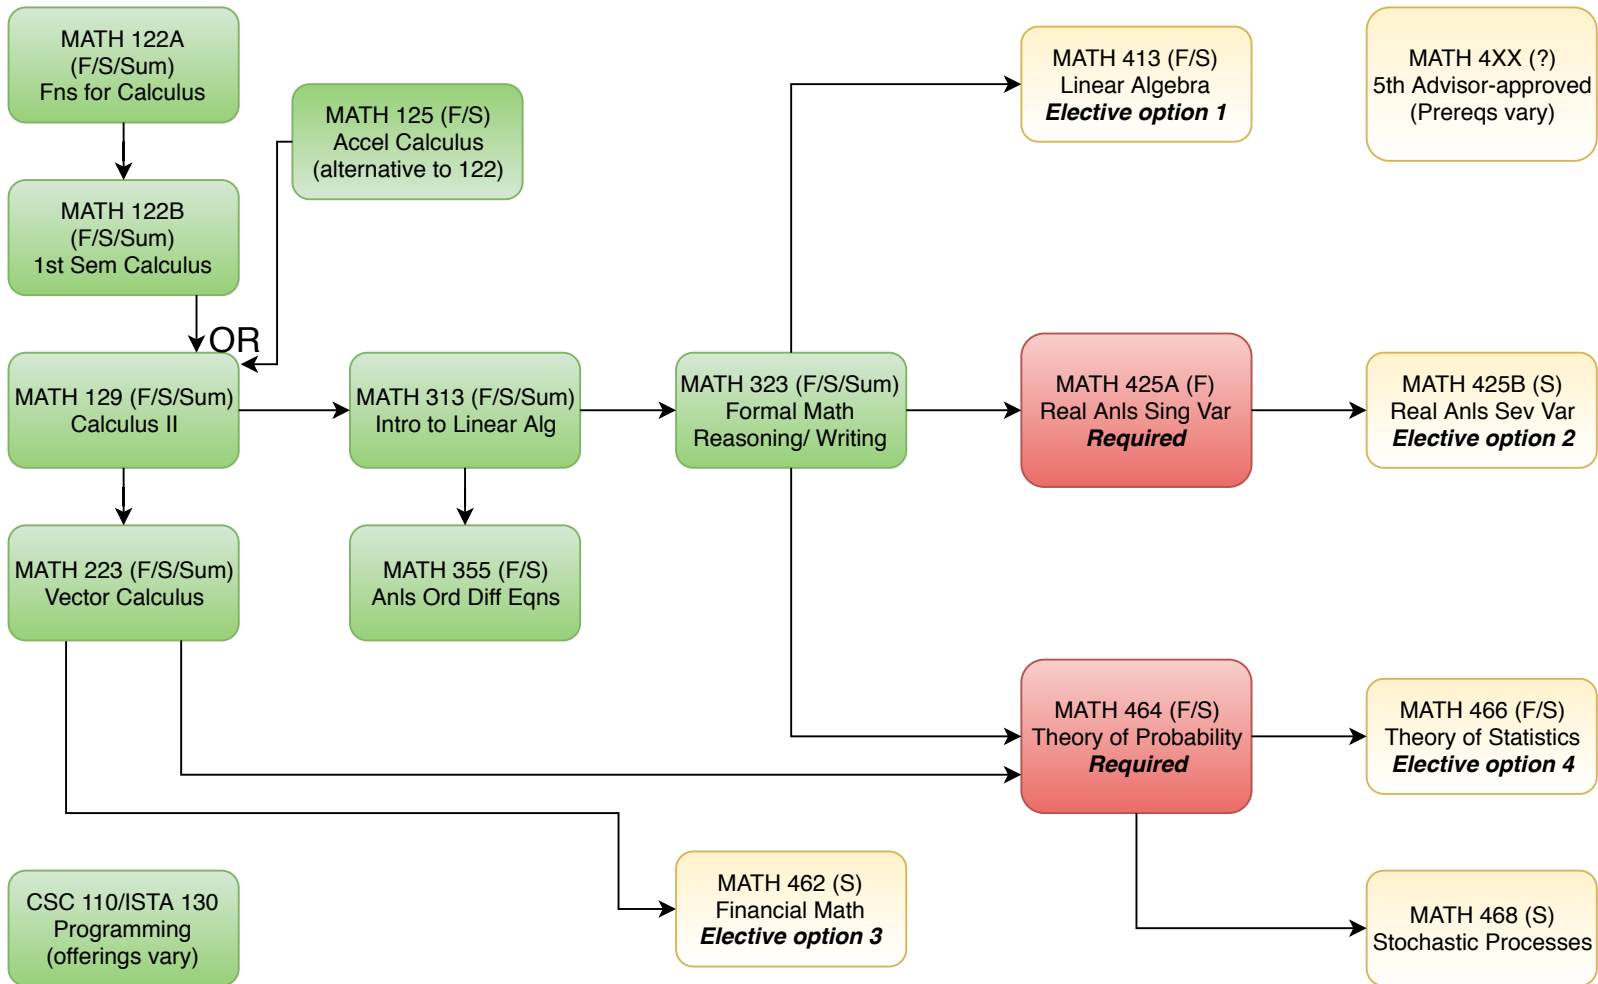 MATH 122A
(F/S/Sum)
Fns for Calculus
MATH 125 (F/S)
Accel Calculus
(alternative to 122)
MATH 413 (F/S)
Linear Algebra
Elective option 1
MATH 4XX (?)
5th Advisor-approved
(Prereqs vary)
MATH 122B
(F/S/Sum)
1st Sem Calculus
OR
MATH 129 (F/S/Sum)
Calculus II
MATH 313 (F/S/Sum)
Intro to Linear Alg
MATH 323 (F/S/Sum)
Formal Math
Reasoning/ Writing
MATH 425A (F)
Real Anls Sing Var
Required
MATH 425B (S)
Real Anls Sev Var
Elective option 2
MATH 223 (F/S/Sum)
Vector Calculus
MATH 355 (F/S)
Anls Ord Diff Eqns
MATH 464 (F/S)
Theory of Probability
Required
MATH 466 (F/S)
Theory of Statistics
Elective option 4
CSC 110/ISTA 130
Programming
(offerings vary)
MATH 462 (S)
Financial Math
Elective option 3
MATH 468 (S)
Stochastic Processes